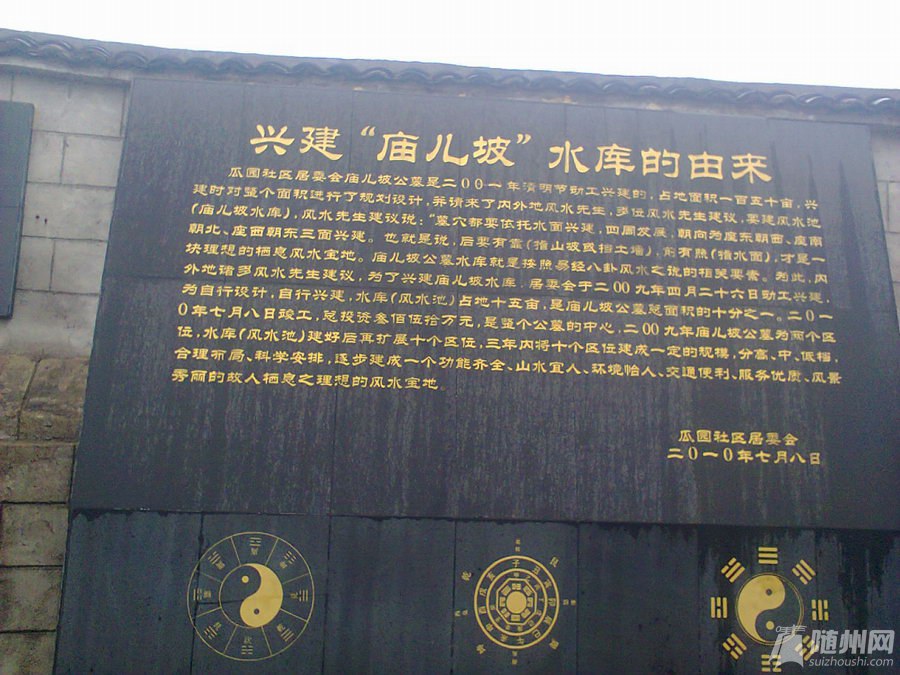 兴建“庙儿坡”水库的由来
瓜园社区居委会庙儿坡公墓是二00一年清明节动工兴建的，占地面积一百五十亩，兴
建时对整个面积进行了规划设计，并请来了内外地风水先生，多位风水先生建议，要建风水池
(庙儿坡水库)，风水先生建议说：“墓穴都要依托水面兴建，四周发展，朝向为座东朝西、座南
朝北、座西朝东三面兴建。也就是说，后要有靠(指山坡或挡土墙)，前有照(指水面)，才是一
块理想的栖息风水宝地。庙儿坡公墓水库就是按照易经八卦风水之说的相关要素。为此，内
外地诸多风水先生建议，为了兴建庙儿坡水库，居委会于二00九年四月二十六日动工兴建，
为自行设计，自行兴建，水库(风水池)占地十五亩，是庙儿坡公墓总面积的十分之一。二0一
0年七月八日竣工，总投资叁佰伍拾万元，是整个公墓的中心，二00九年庙儿坡公墓为两个区
位，水库(风水池)建好后再扩展十个区位，三年内将十个区位建成一定的规模，分高、中、低档，
合理布局、科学安排，逐步建成一个功能齐全、山水宜人、环境怡人、交通便利、服务优质、风景
秀丽的故人栖息之理想的风水宝地
瓜园社区居委会
二0一0年七月八日
随州网
suizhoushi.com